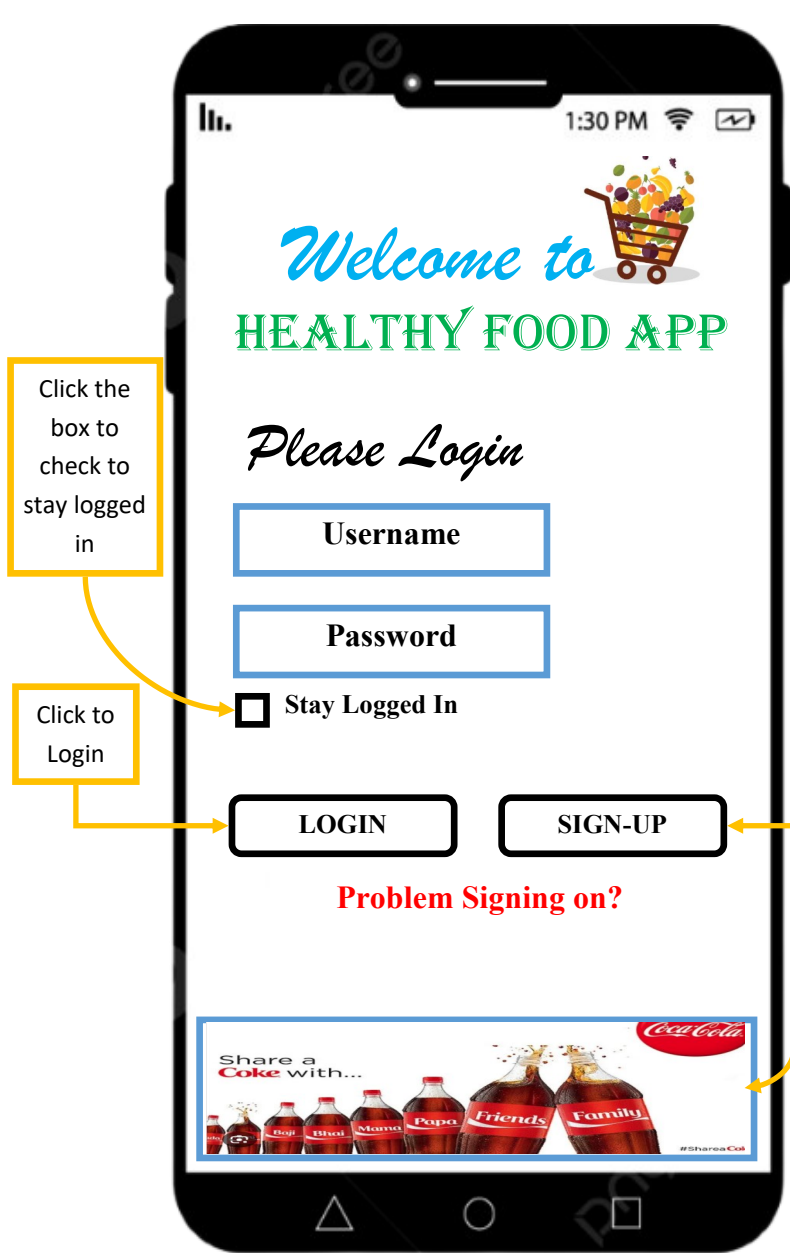 1:30 PM
Welcome to
HEALTHY FOOD APP
Click the
box to
check to
stay logged
in
Please Login
Username
Password
Stay Logged In
Click to
Login
LOGIN
SIGN-UP
Problem Signing on?
Coca-Cola
Share a
Coke with...
Baji
Bhai
Mama
Papa
Friends
Family